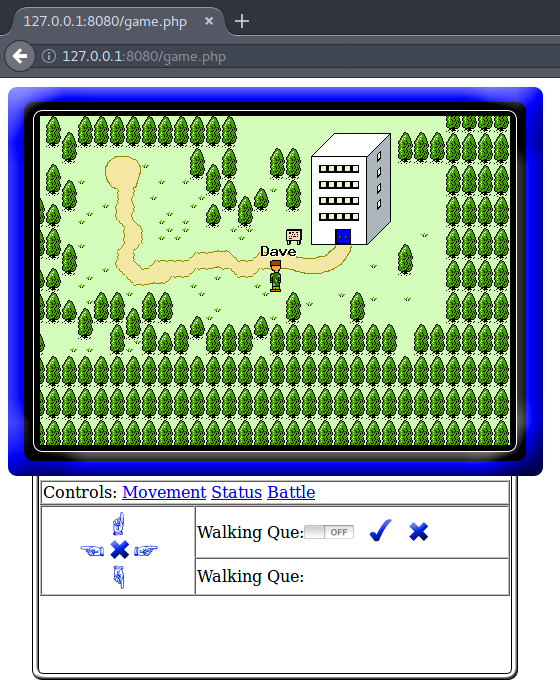 127.0.0.1:8080/game.php
127.0.0.1:8080/game.php
Dave
Controls: Movement Status Battle
Walking Que: OFF
Walking Que: